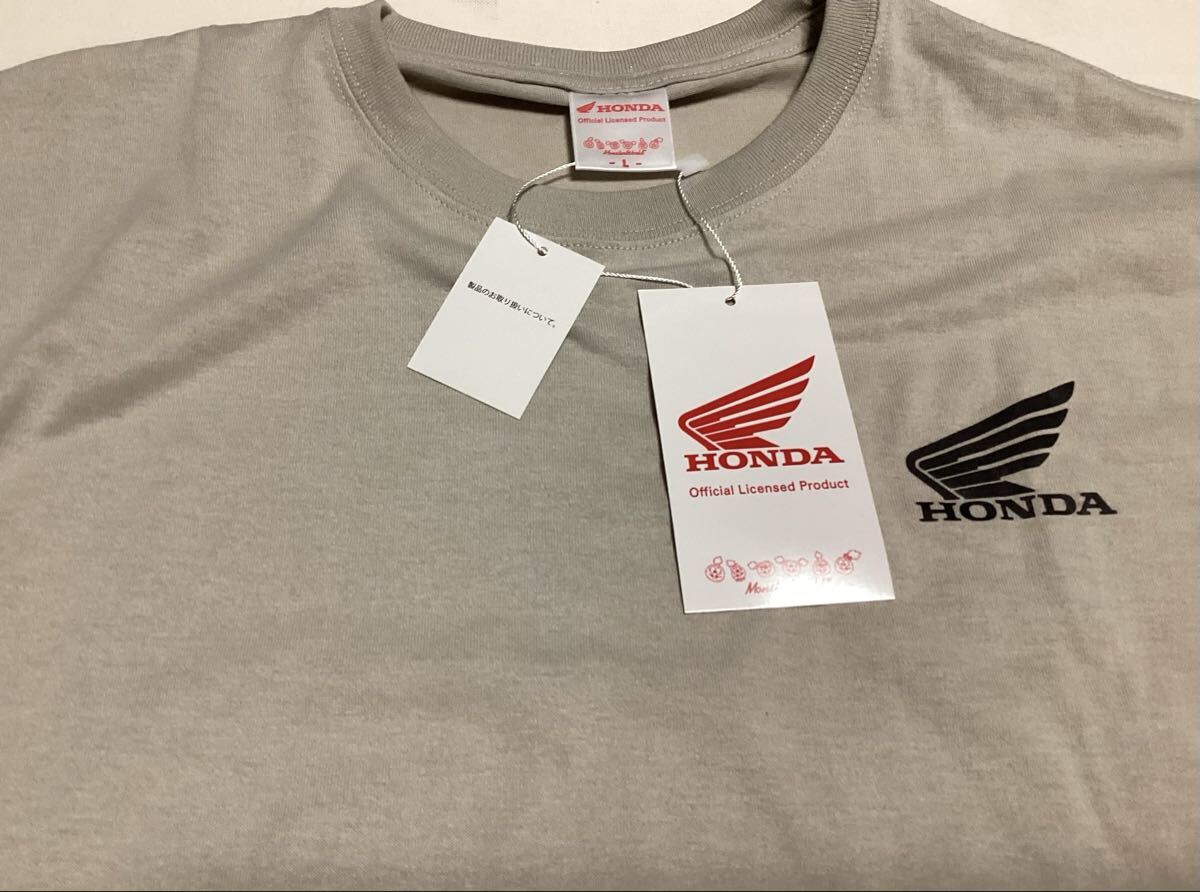 HONDA
Official Licensed Product
- L -
製品のお取り扱いについて。
HONDA
Official Licensed Product
HONDA